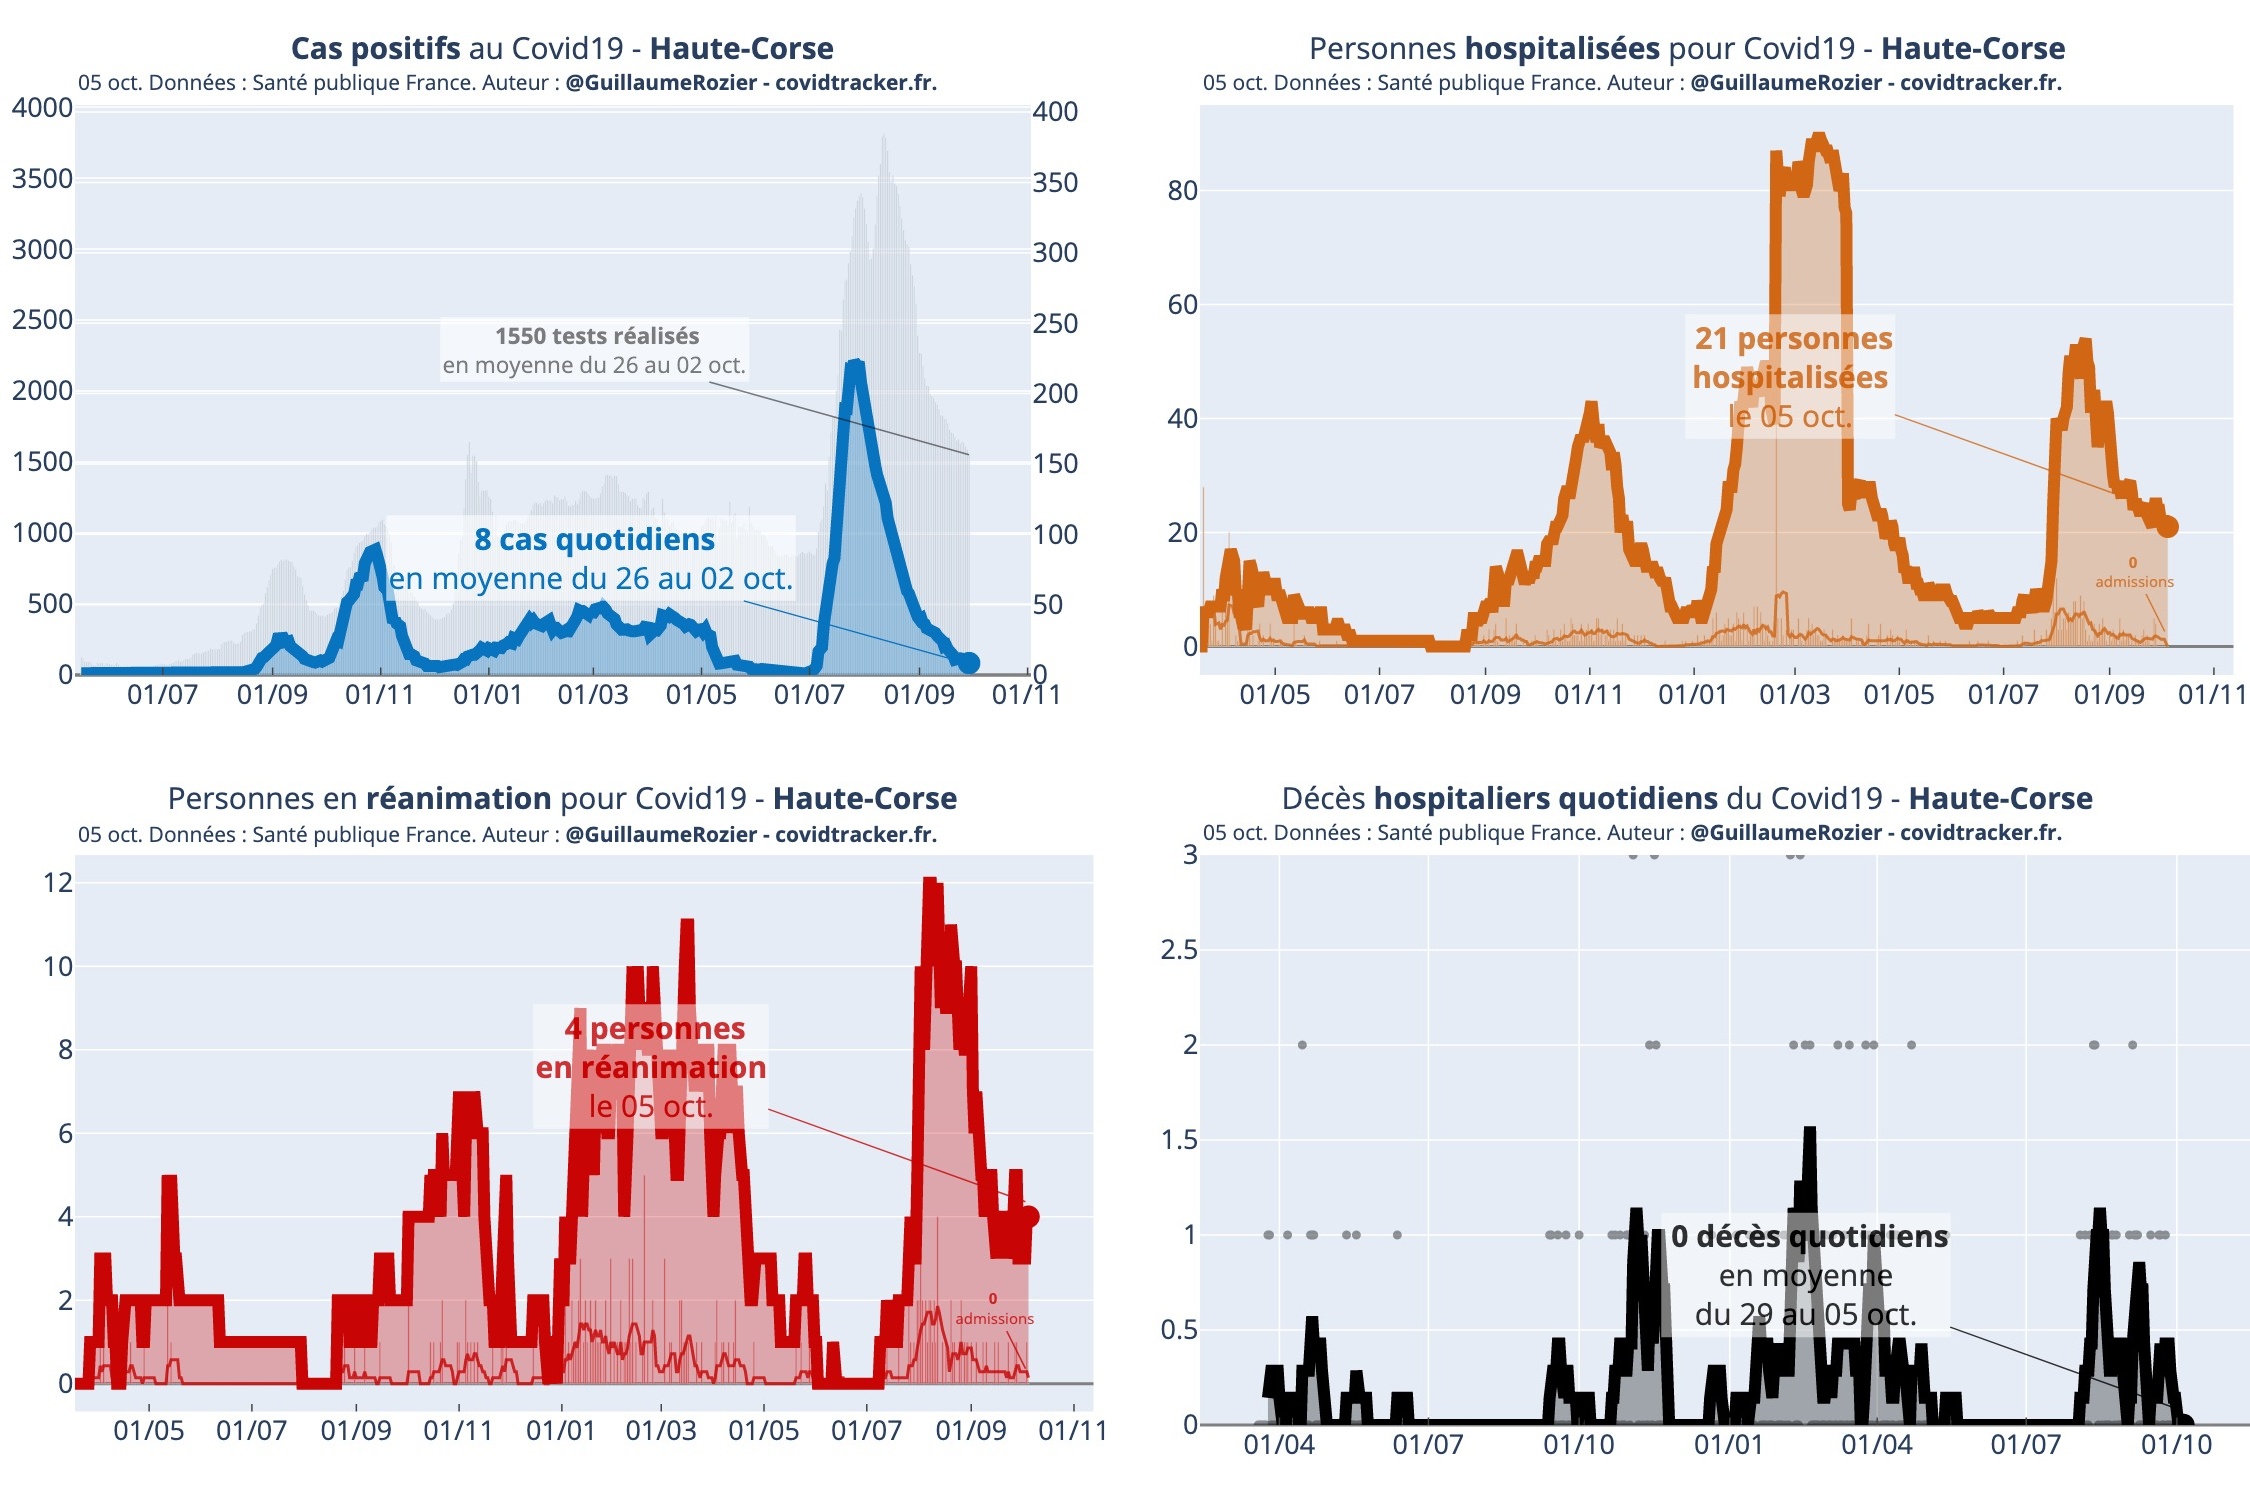 Cas positifs au Covid19 - Haute-Corse
05 oct. Données : Santé publique France. Auteur : @GuillaumeRozier - covidtracker.fr.
4000
3500
3000
2500
2000
1500
1000
500
0
400
350
300
250
200
150
100
50
0
1550 tests réalisés
en moyenne du 26 au 02 oct.
8 cas quotidiens
en moyenne du 26 au 02 oct.
01/07 01/09 01/11 01/01 01/03 01/05 01/07 01/09 01/11
Personnes hospitalisées pour Covid19 - Haute-Corse
05 oct. Données : Santé publique France. Auteur : @GuillaumeRozier - covidtracker.fr.
80
60
40
20
0
21 personnes
hospitalisées
le 05 oct.
0
admissions
01/05 01/07 01/09 01/11 01/01 01/03 01/05 01/07 01/09 01/11
Personnes en réanimation pour Covid19 - Haute-Corse
05 oct. Données : Santé publique France. Auteur : @GuillaumeRozier - covidtracker.fr.
12
10
8
6
4
2
0
4 personnes
en réanimation
le 05 oct.
0
admissions
01/05 01/07 01/09 01/11 01/01 01/03 01/05 01/07 01/09 01/11
Décès hospitaliers quotidiens du Covid19 - Haute-Corse
05 oct. Données : Santé publique France. Auteur : @GuillaumeRozier - covidtracker.fr.
3
2.5
2
1.5
1
0.5
0
0 décès quotidiens
en moyenne
du 29 au 05 oct.
01/04 01/07 01/10 01/01 01/04 01/07 01/10